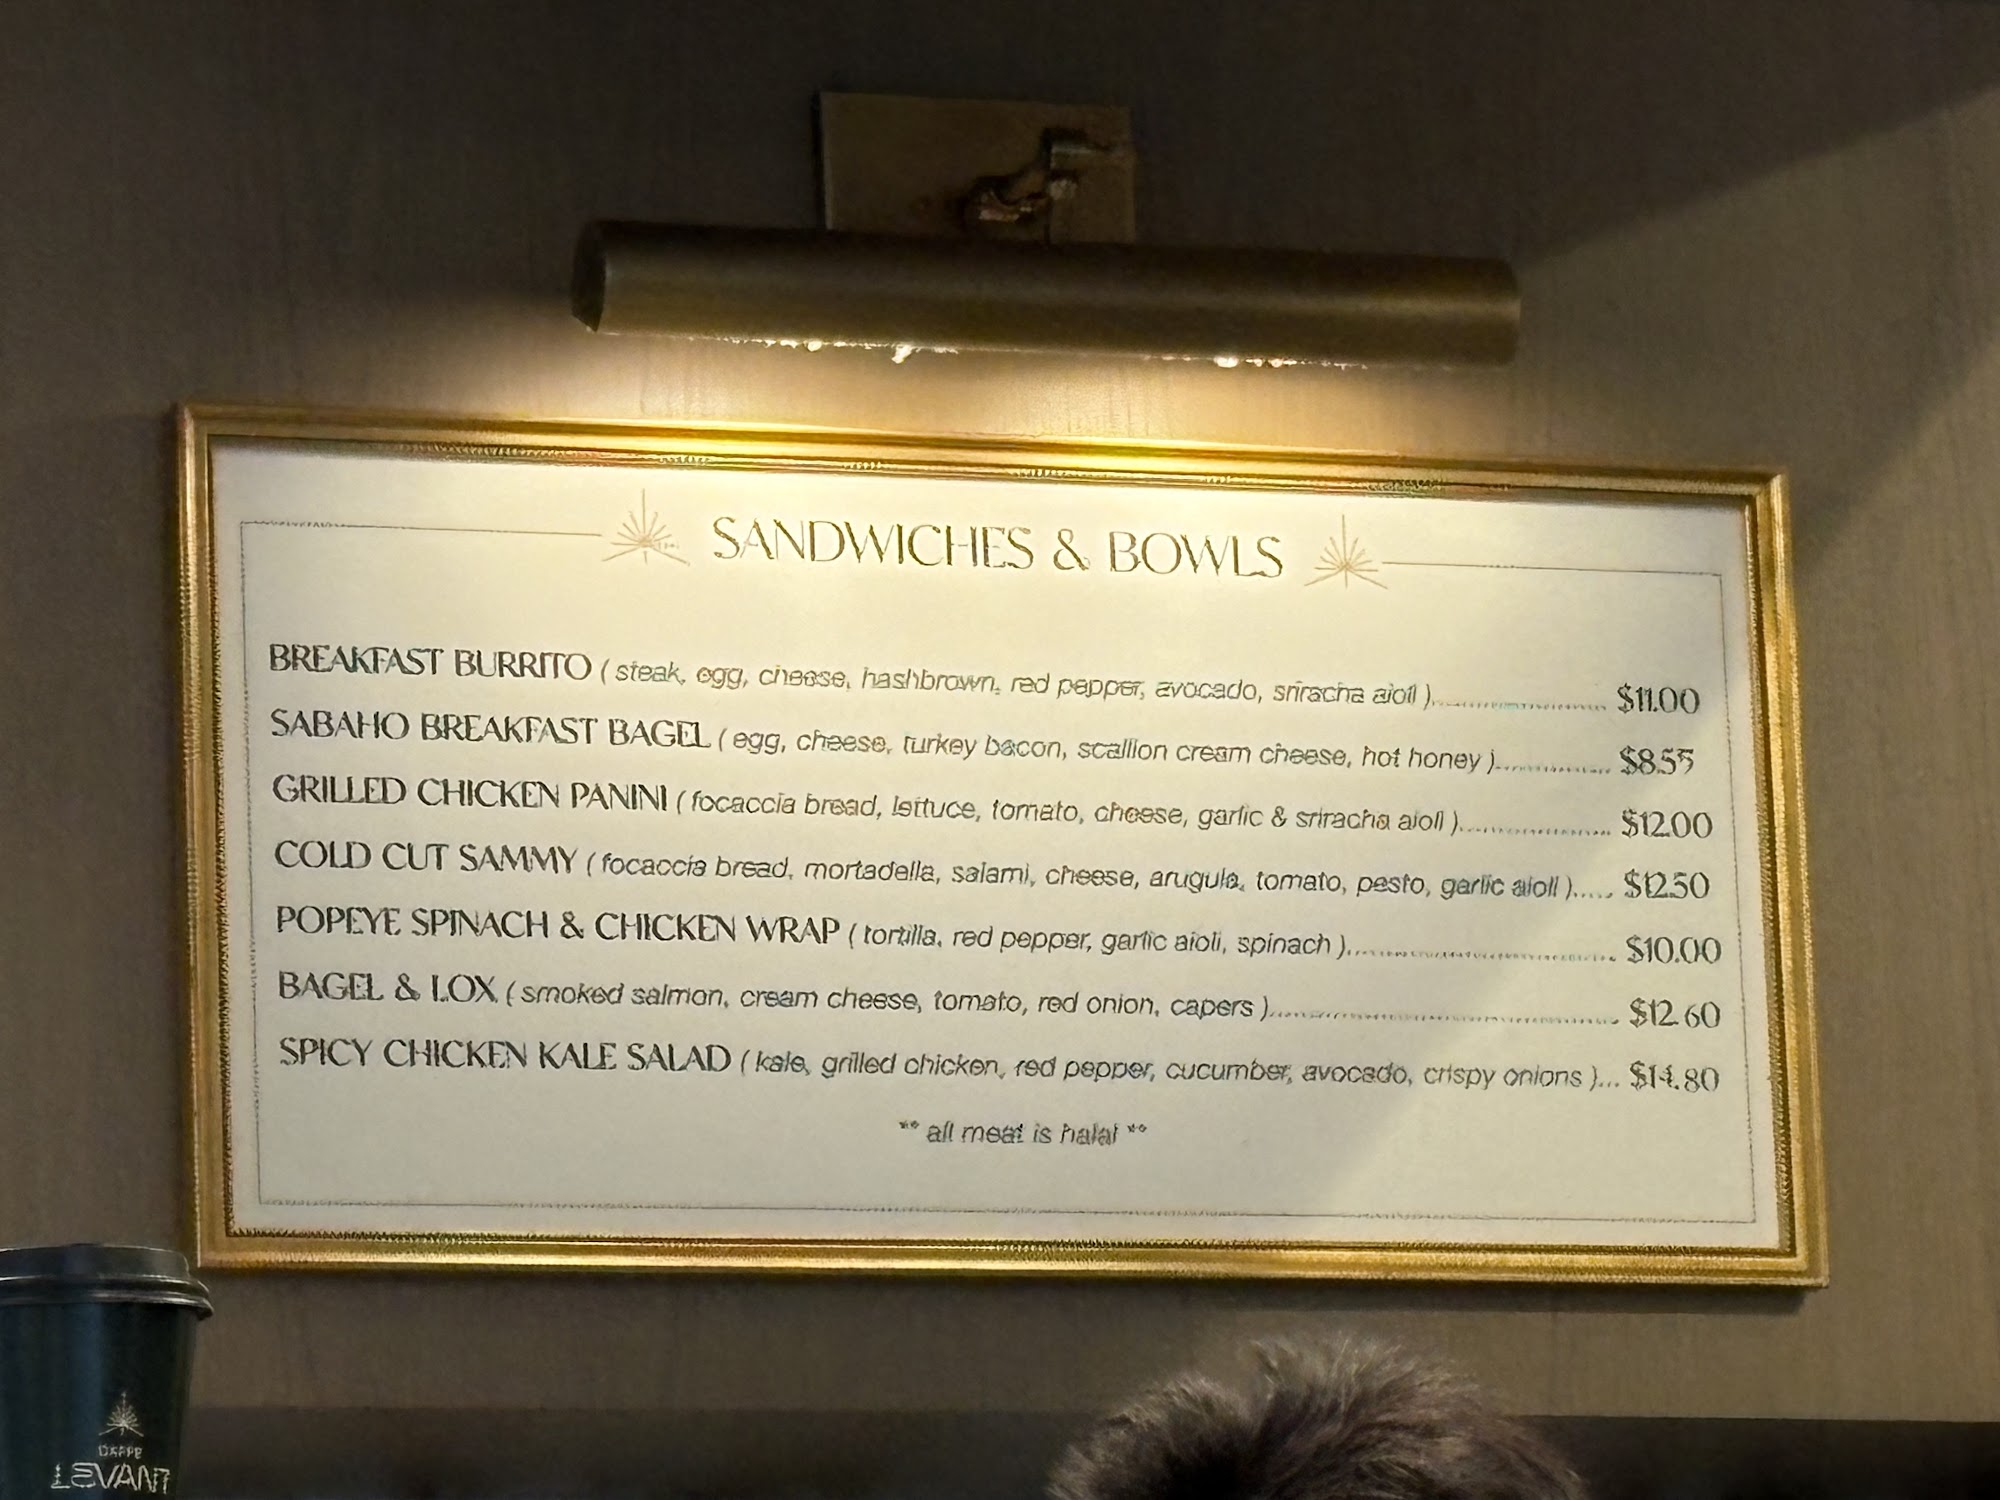 SANDWICHES & BOWLS
BREAKFAST BURRITO ( steak, egg, cheese, hashbrown, red pepper, avocado, sriracha aioli )................ $11.00
SABAHO BREAKFAST BAGEL ( egg, cheese, turkey bacon, scallion cream cheese, hot honey )................ $8.55
GRILLED CHICKEN PANINI ( focaccia bread, lettuce, tomato, cheese, garlic & sriracha aioli )................ $12.00
COLD CUT SAMMY ( focaccia bread, mortadella, salami, cheese, arugula, tomato, pesto, garlic aioli )..... $12.50
POPEYE SPINACH & CHICKEN WRAP ( tortilla, red pepper, garlic aioli, spinach )................ $10.00
BAGEL & LOX ( smoked salmon, cream cheese, tomato, red onion, capers )................ $12.60
SPICY CHICKEN KALE SALAD ( kale, grilled chicken, red pepper, cucumber, avocado, crispy onions )... $14.80
** all meat is halal **
LEVANT